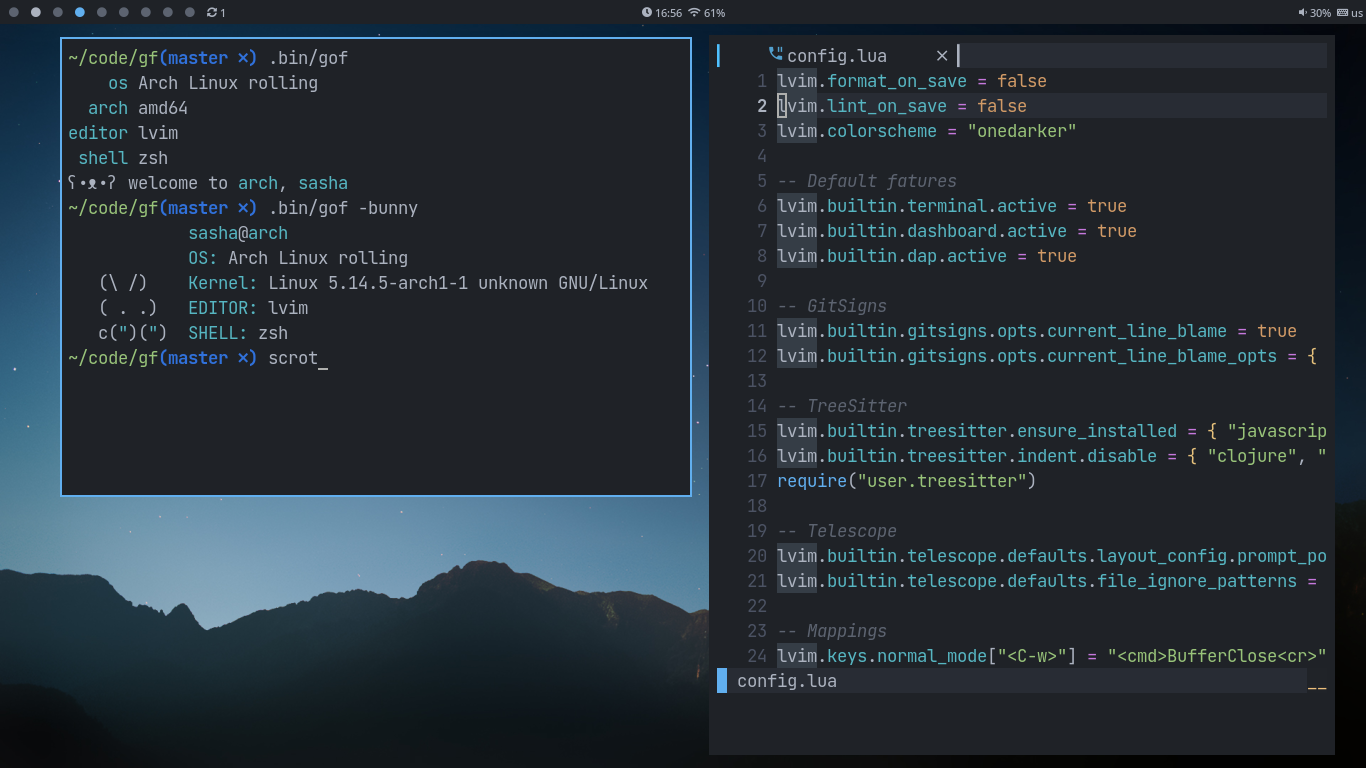 1
16:56 61%
30% us
~/code/gf(master ×) .bin/gof
os Arch Linux rolling
arch amd64
editor lvim
shell zsh
ʕ•ᴥ•ʔ welcome to arch, sasha
~/code/gf(master ×) .bin/gof -bunny
sasha@arch
OS: Arch Linux rolling
(\ /) Kernel: Linux 5.14.5-arch1-1 unknown GNU/Linux
( . .) EDITOR: lvim
c(")(") SHELL: zsh
~/code/gf(master ×) scrot_
config.lua ×
1 lvim.format_on_save = false
2 lvim.lint_on_save = false
3 lvim.colorscheme = "onedarker"
4
5 -- Default fatures
6 lvim.builtin.terminal.active = true
7 lvim.builtin.dashboard.active = true
8 lvim.builtin.dap.active = true
9
10 -- GitSigns
11 lvim.builtin.gitsigns.opts.current_line_blame = true
12 lvim.builtin.gitsigns.opts.current_line_blame_opts = {
13
14 -- TreeSitter
15 lvim.builtin.treesitter.ensure_installed = { "javascrip
16 lvim.builtin.treesitter.indent.disable = { "clojure", "
17 require("user.treesitter")
18
19 -- Telescope
20 lvim.builtin.telescope.defaults.layout_config.prompt_po
21 lvim.builtin.telescope.defaults.file_ignore_patterns =
22
23 -- Mappings
24 lvim.keys.normal_mode["<C-w>"] = "<cmd>BufferClose<cr>"
config.lua __